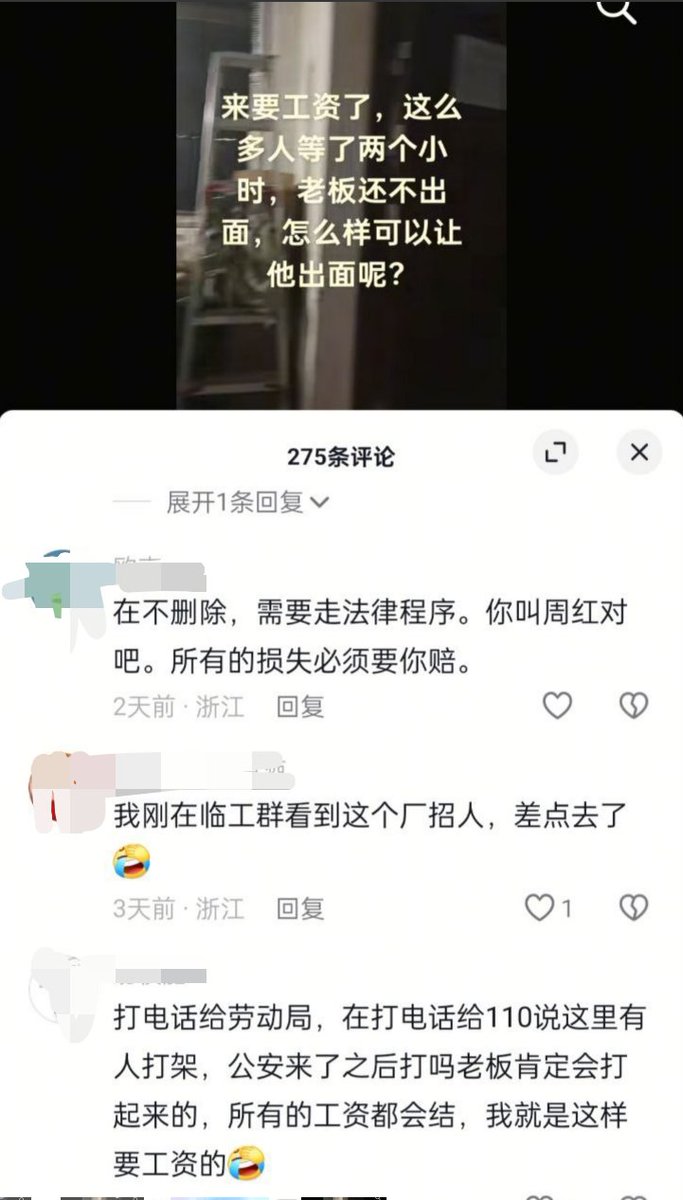 来要工资了，这么
多人等了两个小
时，老板还不出
面，怎么样可以让
他出面呢？
275条评论
展开1条回复
在不删除，需要走法律程序。你叫周红对
吧。所有的损失必须要你赔。
2天前 · 浙江 回复
我刚在临工群看到这个厂招人，差点去了
3天前 · 浙江 回复 1
打电话给劳动局，在打电话给110说这里有
人打架，公安来了之后打吗老板肯定会打
起来的，所有的工资都会结，我就是这样
要工资的